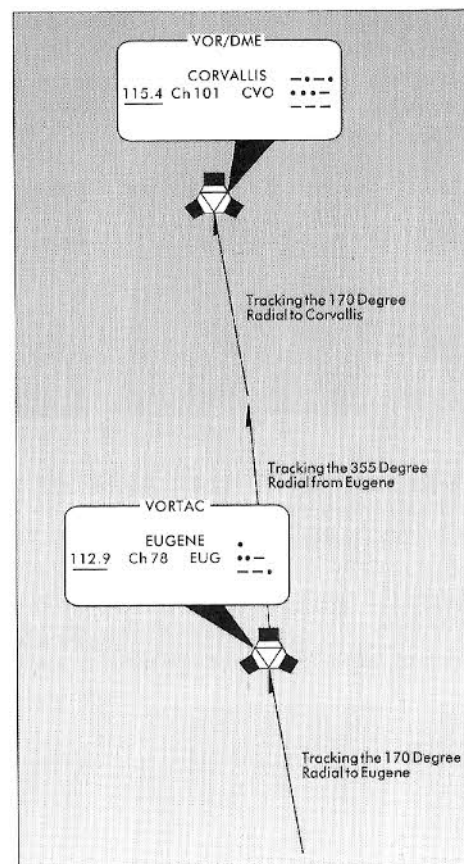 VOR/DME
CORVALLIS
115.4 Ch 101 CVO
Tracking the 170 Degree
Radial to Corvallis
Tracking the 355 Degree
Radial from Eugene
VORTAC
EUGENE
112.9 Ch 78 EUG
Tracking the 170 Degree
Radial to Eugene